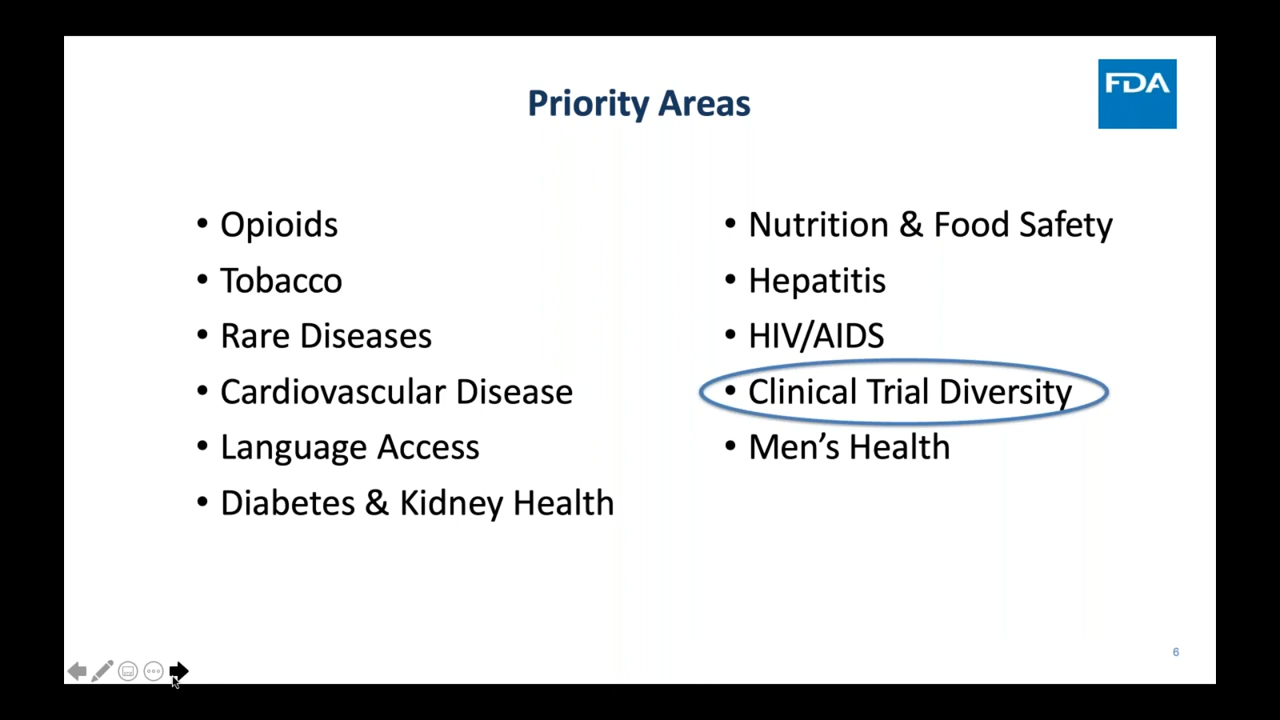 Priority Areas
FDA
• Opioids
• Tobacco
• Rare Diseases
• Cardiovascular Disease
• Language Access
• Diabetes & Kidney Health
• Nutrition & Food Safety
• Hepatitis
• HIV/AIDS
• Clinical Trial Diversity
• Men’s Health
6